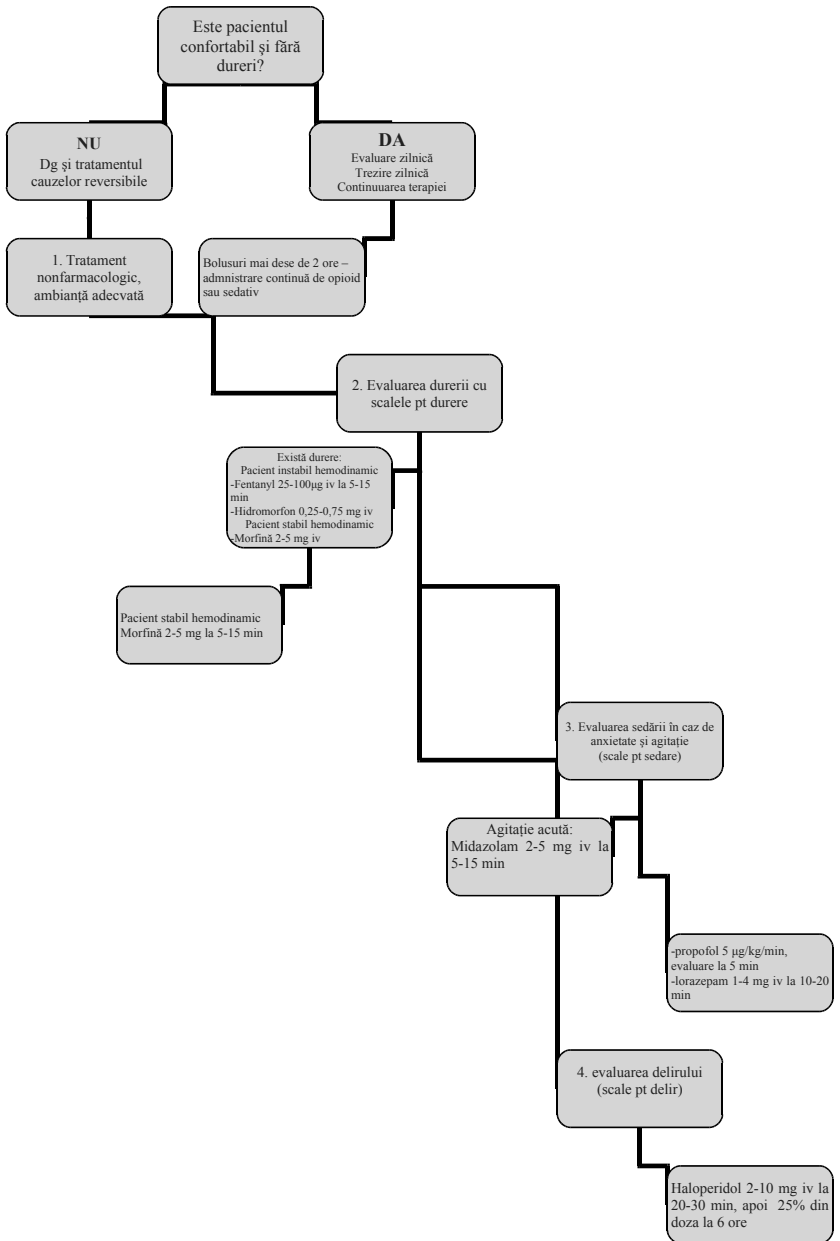 Este pacientul
confortabil şi fără
dureri?
NU
Dg şi tratamentul
cauzelor reversibile
DA
Evaluare zilnică
Trezire zilnică
Continuuarea terapiei
1. Tratament
nonfarmacologic,
ambianță adecvată
Bolusuri mai dese de 2 ore –
admnistrare continuă de opioid
sau sedativ
2. Evaluarea durerii cu
scalele pt durere
Există durere:
Pacient instabil hemodinamic
-Fentanyl 25-100µg iv la 5-15
min
-Hidromorfon 0,25-0,75 mg iv
Pacient stabil hemodinamic
-Morfină 2-5 mg iv
Pacient stabil hemodinamic
Morfină 2-5 mg la 5-15 min
3. Evaluarea sedării în caz de
anxietate şi agitație
(scale pt sedare)
Agitație acută:
Midazolam 2-5 mg iv la
5-15 min
-propofol 5 µg/kg/min,
evaluare la 5 min
-lorazepam 1-4 mg iv la 10-20
min
4. evaluarea delirului
(scale pt delir)
Haloperidol 2-10 mg iv la
20-30 min, apoi 25% din
doza la 6 ore